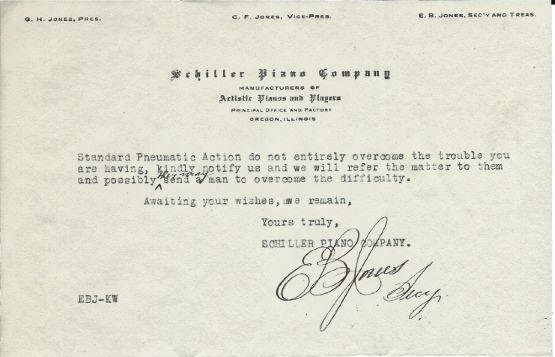 G. H. JONES, PRES. C. F. JONES, VICE-PRES. E. B. JONES, SEC'Y AND TREAS.
Schiller Piano Company
MANUFACTURERS OF
Artistic Pianos and Players
PRINCIPAL OFFICE AND FACTORY
OREGON, ILLINOIS
Standard Pneumatic Action do not entirely overcome the trouble you
are having, kindly notify us and we will refer the matter to them
they may
and possibly send a man to overcome the difficulty.
Awaiting your wishes, we remain,
Yours truly,
SCHILLER PIANO COMPANY.
E B Jones
Secy.
EBJ-KW